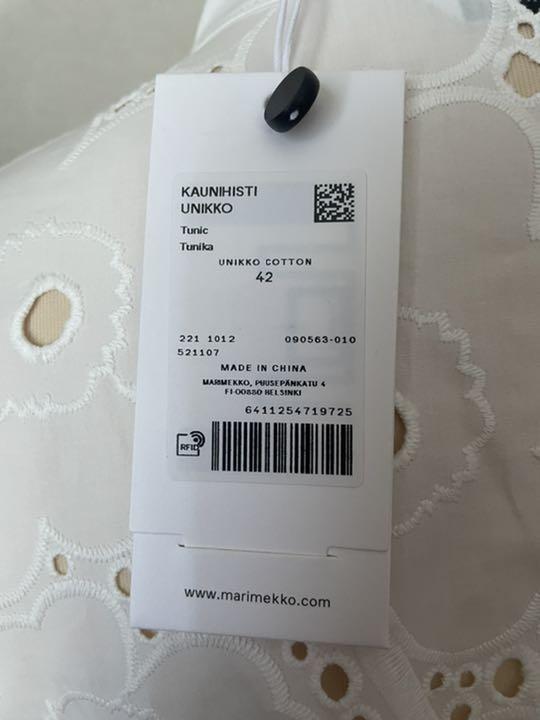 KAUNIHISTI
UNIKKO
Tunic
Tunika
UNIKKO COTTON
42
221 1012 090563-010
521107
MADE IN CHINA
MARIMEKKO, PUUSEPÄNKATU 4
FI-00880 HELSINKI
6411254719725
RFID
www.marimekko.com